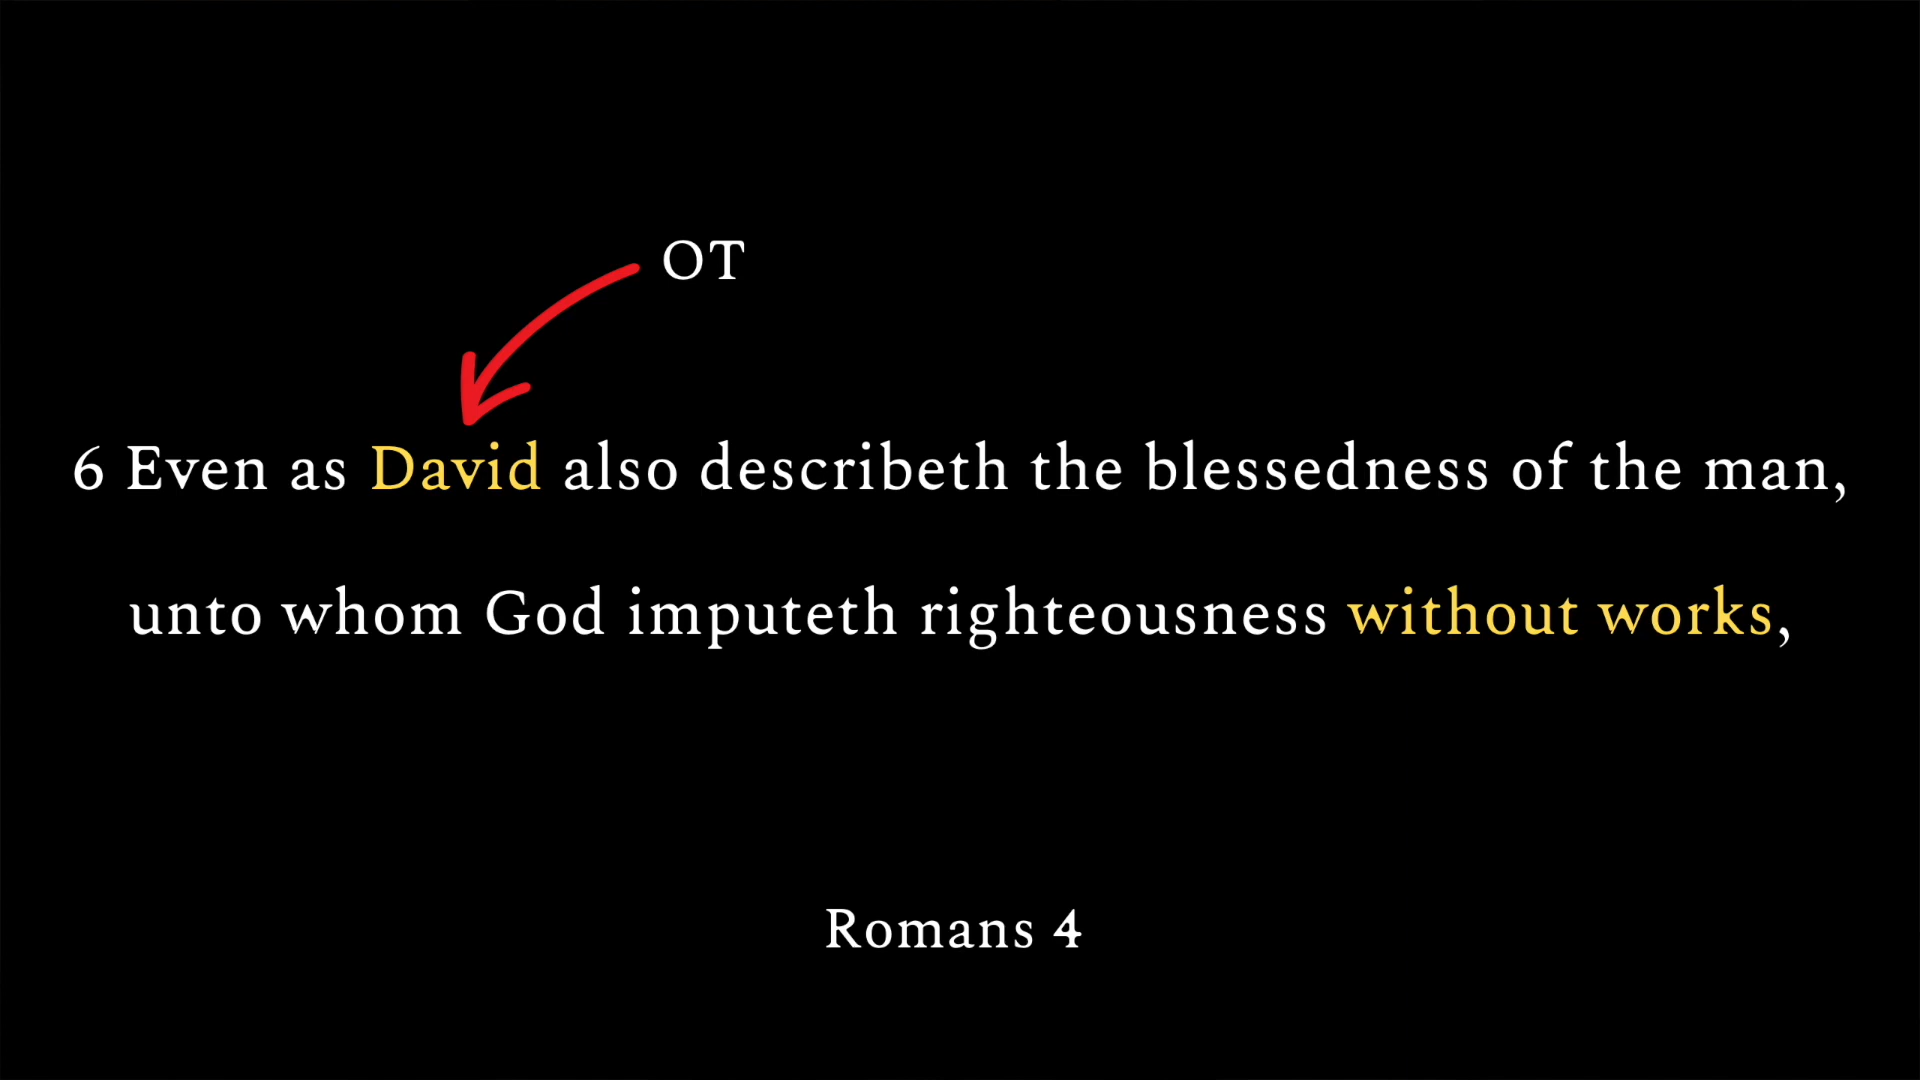 OT
6 Even as David also describeth the blessedness of the man,
unto whom God imputeth righteousness without works,
Romans 4